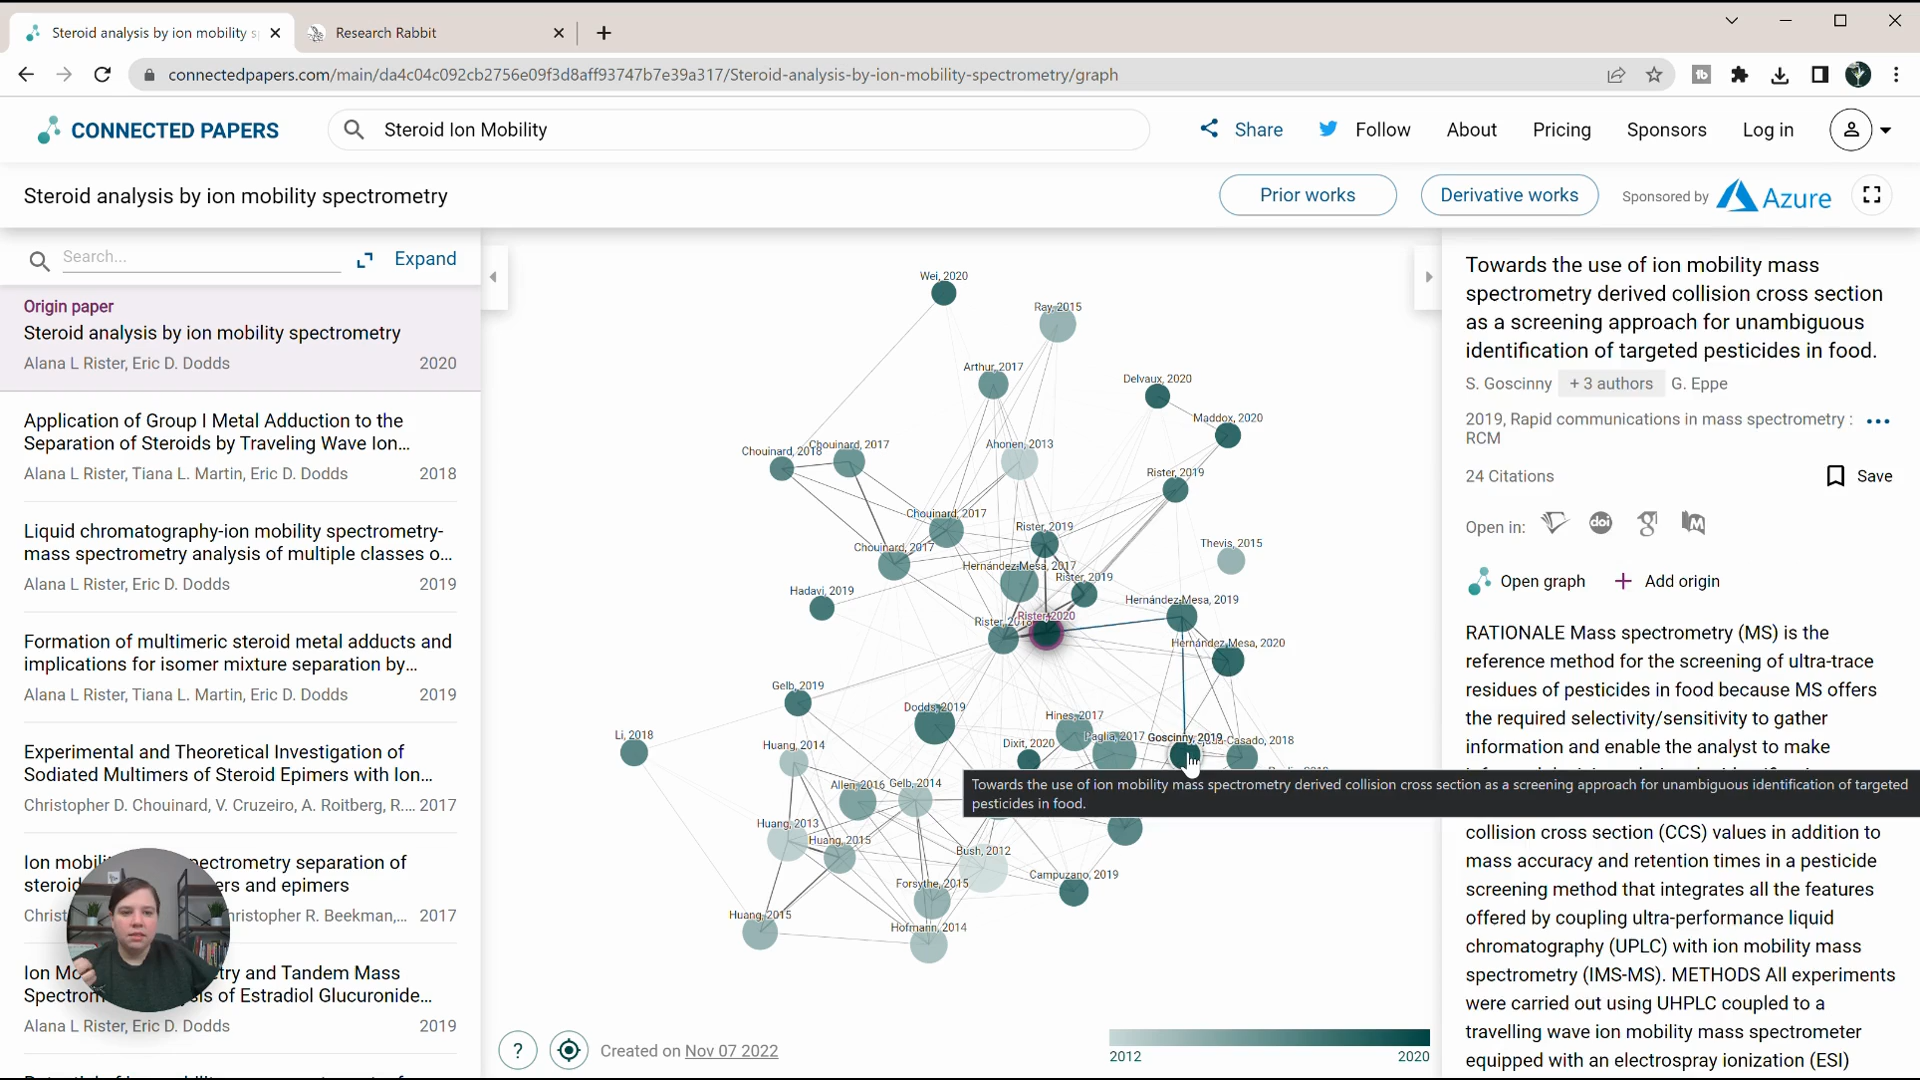 Steroid analysis by ion mobility s
Research Rabbit
connectedpapers.com/main/da4c04c092cb2756e09f3d8aff93747b7e39a317/Steroid-analysis-by-ion-mobility-spectrometry/graph
CONNECTED PAPERS
Steroid Ion Mobility
Share
Follow
About
Pricing
Sponsors
Log in
Steroid analysis by ion mobility spectrometry
Prior works
Derivative works
Sponsored by
Azure
Search...
Expand
Origin paper
Steroid analysis by ion mobility spectrometry
Alana L Rister, Eric D. Dodds 2020
Application of Group I Metal Adduction to the
Separation of Steroids by Traveling Wave Ion...
Alana L Rister, Tiana L. Martin, Eric D. Dodds 2018
Liquid chromatography-ion mobility spectrometry-
mass spectrometry analysis of multiple classes o...
Alana L Rister, Eric D. Dodds 2019
Formation of multimeric steroid metal adducts and
implications for isomer mixture separation by...
Alana L Rister, Tiana L. Martin, Eric D. Dodds 2019
Experimental and Theoretical Investigation of
Sodiated Multimers of Steroid Epimers with Ion...
Christopher D. Chouinard, V. Cruzeiro, A. Roitberg, R.... 2017
Ion mobili pectrometry separation of
steroid ers and epimers
Christ hristopher R. Beekman,... 2017
Ion Mo try and Tandem Mass
Spectrom is of Estradiol Glucuronide...
Alana L Rister, Eric D. Dodds 2019
Wei, 2020
Ray, 2015
Arthur, 2017
Delvaux, 2020
Maddox, 2020
Chouinard, 2018
Chouinard, 2017
Ahonen, 2013
Rister, 2019
Chouinard, 2017
Rister, 2019
Thevis, 2015
Chouinard, 2017
Hernández-Mesa, 2017
Rister, 2019
Hadavi, 2019
Hernández-Mesa, 2019
Rister, 2018
Rister, 2020
Hernández-Mesa, 2020
Gelb, 2019
Dodds, 2019
Hines, 2017
Li, 2018
Huang, 2014
Dixit, 2020
Paglia, 2017
Goscinny, 2019
-Casado, 2018
Allen, 2016
Gelb, 2014
Huang, 2013
Huang, 2015
Bush, 2012
Campuzano, 2019
Forsythe, 2015
Huang, 2015
Hofmann, 2014
Towards the use of ion mobility mass spectrometry derived collision cross section as a screening approach for unambiguous identification of targeted
pesticides in food.
?
Created on Nov 07 2022
2012
2020
Towards the use of ion mobility mass
spectrometry derived collision cross section
as a screening approach for unambiguous
identification of targeted pesticides in food.
S. Goscinny + 3 authors G. Eppe
2019, Rapid communications in mass spectrometry :
RCM
24 Citations
Save
Open in:
doi
Open graph
Add origin
RATIONALE Mass spectrometry (MS) is the
reference method for the screening of ultra-trace
residues of pesticides in food because MS offers
the required selectivity/sensitivity to gather
information and enable the analyst to make
collision cross section (CCS) values in addition to
mass accuracy and retention times in a pesticide
screening method that integrates all the features
offered by coupling ultra-performance liquid
chromatography (UPLC) with ion mobility mass
spectrometry (IMS-MS). METHODS All experiments
were carried out using UHPLC coupled to a
travelling wave ion mobility mass spectrometer
equipped with an electrospray ionization (ESI)